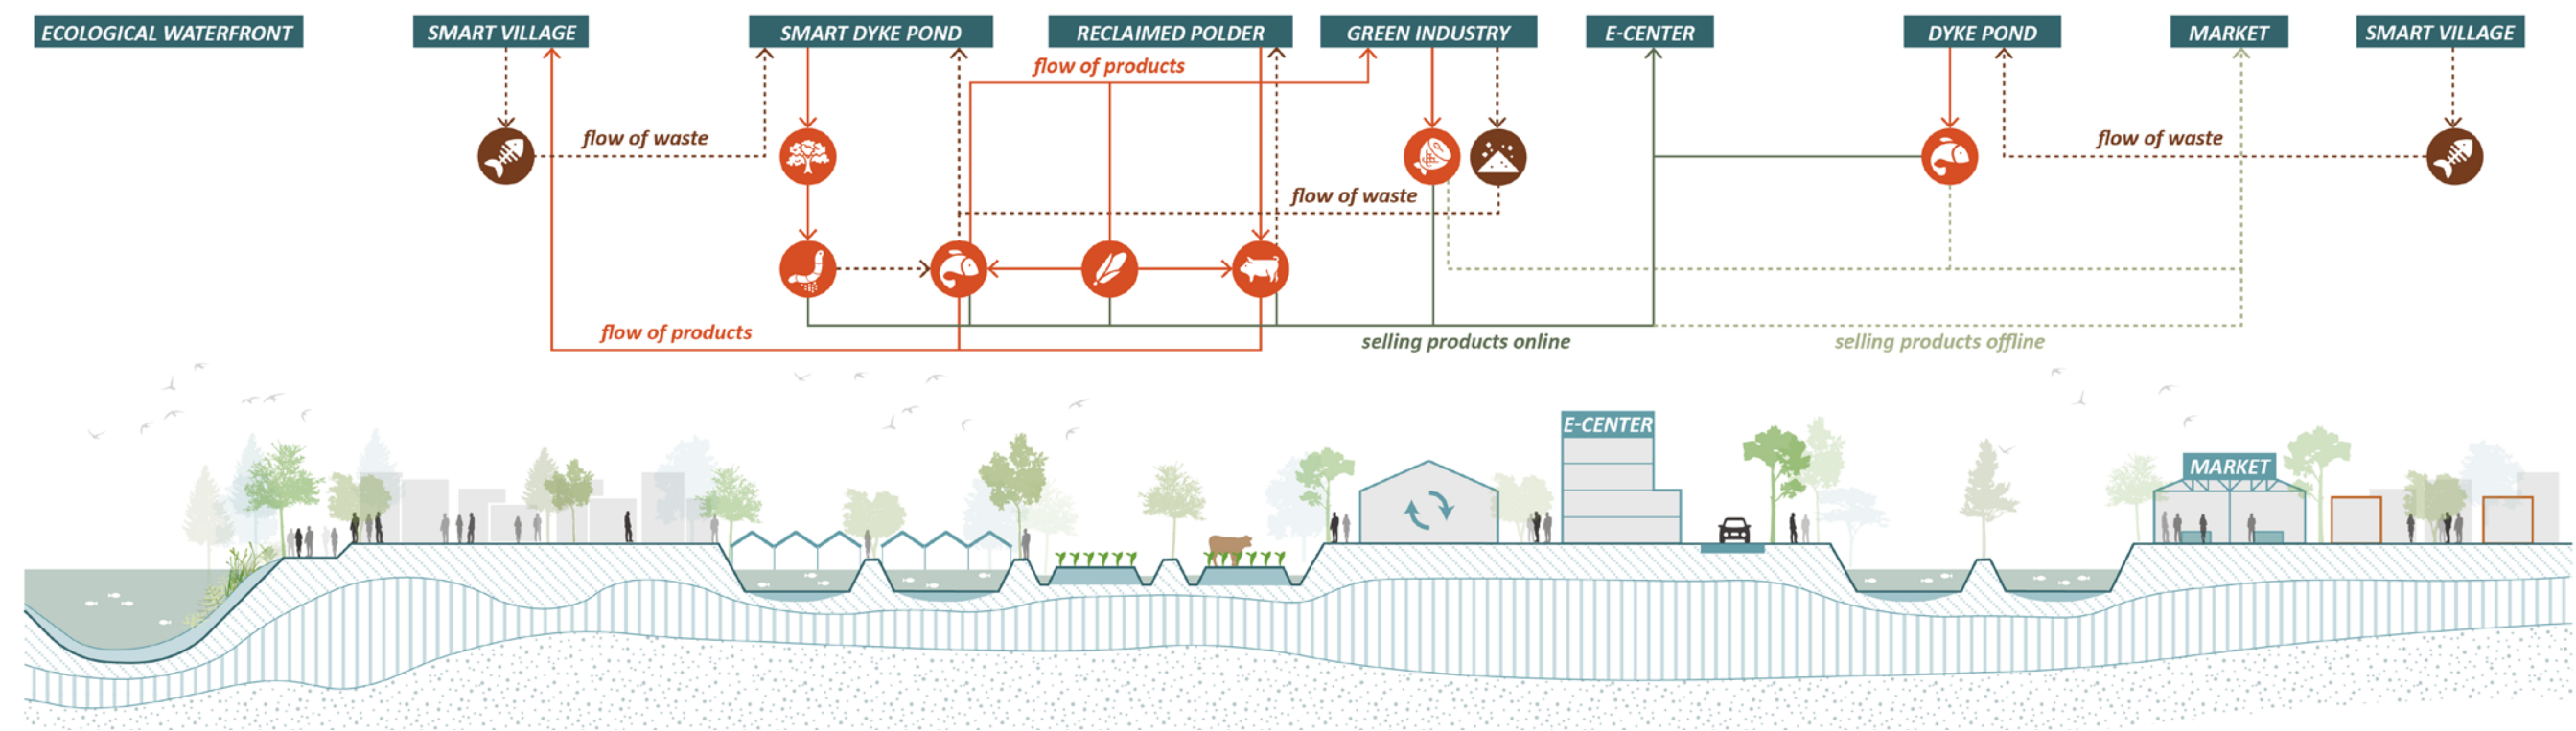 ECOLOGICAL WATERFRONT
SMART VILLAGE
SMART DYKE POND
RECLAIMED POLDER
GREEN INDUSTRY
E-CENTER
DYKE POND
MARKET
SMART VILLAGE
flow of products
flow of waste
flow of waste
flow of waste
flow of products
selling products online
selling products offline
E-CENTER
MARKET